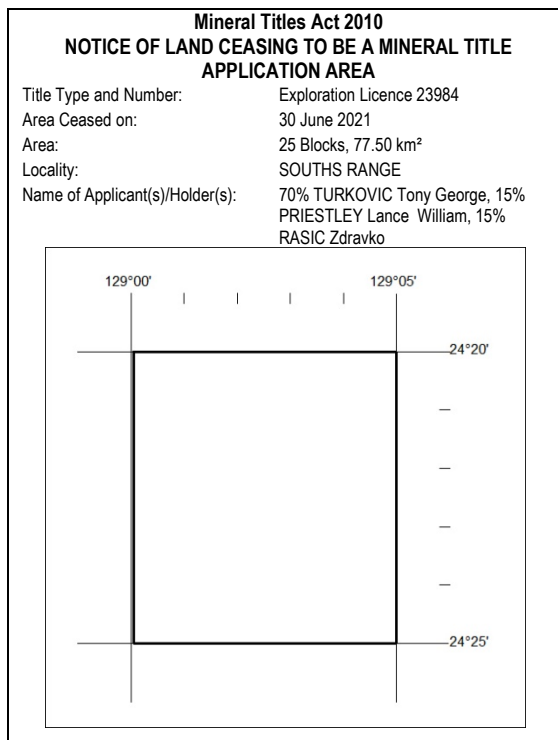 Mineral Titles Act 2010
NOTICE OF LAND CEASING TO BE A MINERAL TITLE
APPLICATION AREA
Title Type and Number: Exploration Licence 23984
Area Ceased on: 30 June 2021
Area: 25 Blocks, 77.50 km²
Locality: SOUTHS RANGE
Name of Applicant(s)/Holder(s): 70% TURKOVIC Tony George, 15%
PRIESTLEY Lance William, 15%
RASIC Zdravko
129°00' 129°05'
24°20'
24°25'